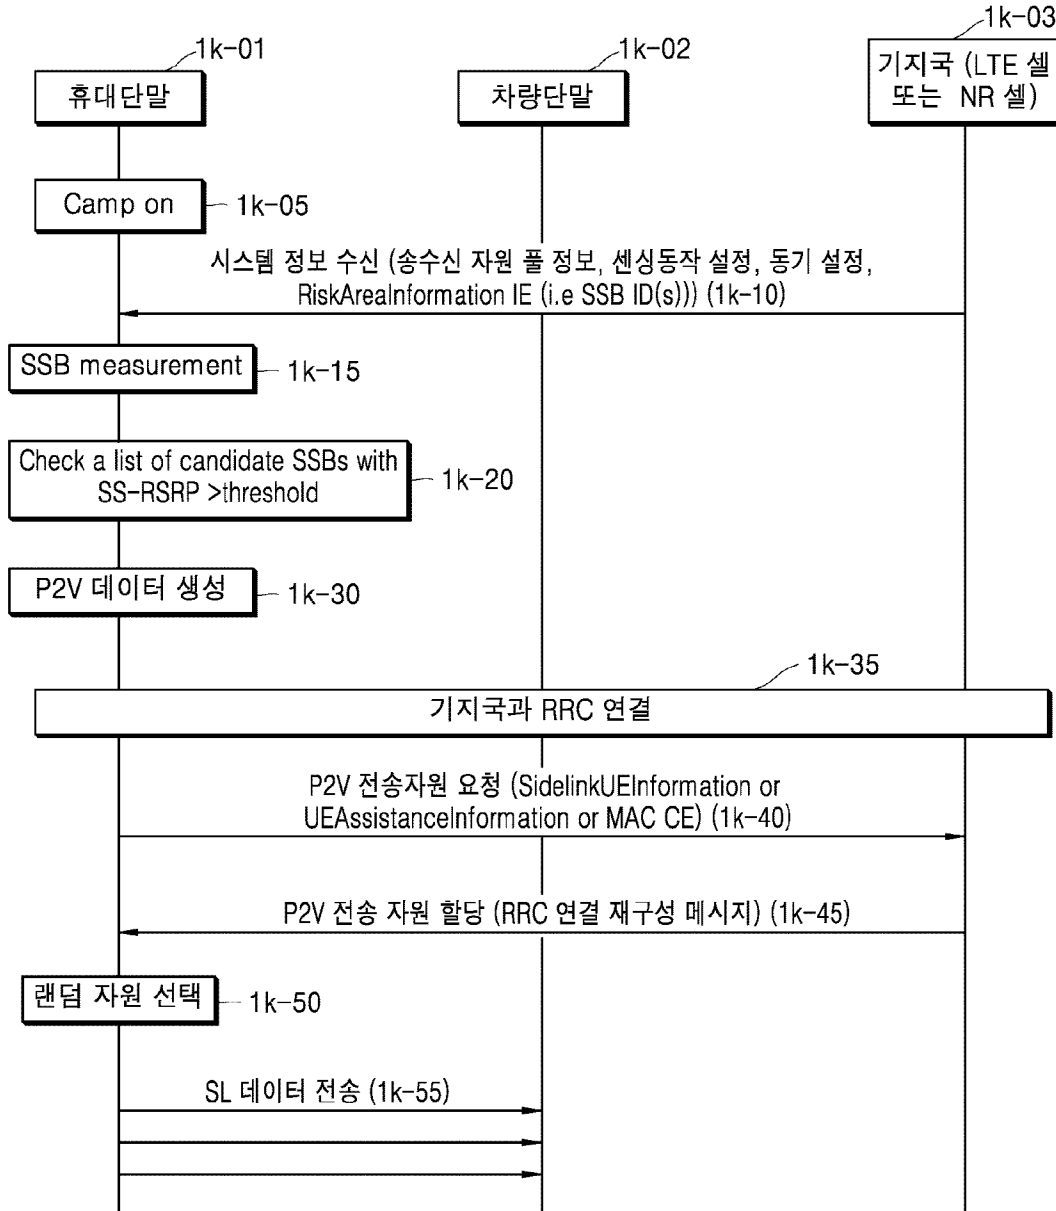 1k-01
1k-02
1k-03
휴대단말
차량단말
기지국 (LTE 셀
또는 NR 셀)
Camp on
1k-05
시스템 정보 수신 (송수신 자원 풀 정보, 센싱동작 설정, 동기 설정,
RiskAreaInformation IE (i.e SSB ID(s))) (1k-10)
SSB measurement
1k-15
Check a list of candidate SSBs with
SS-RSRP >threshold
1k-20
P2V 데이터 생성
1k-30
1k-35
기지국과 RRC 연결
P2V 전송자원 요청 (SidelinkUEInformation or
UEAssistanceInformation or MAC CE) (1k-40)
P2V 전송 자원 할당 (RRC 연결 재구성 메시지) (1k-45)
랜덤 자원 선택
1k-50
SL 데이터 전송 (1k-55)